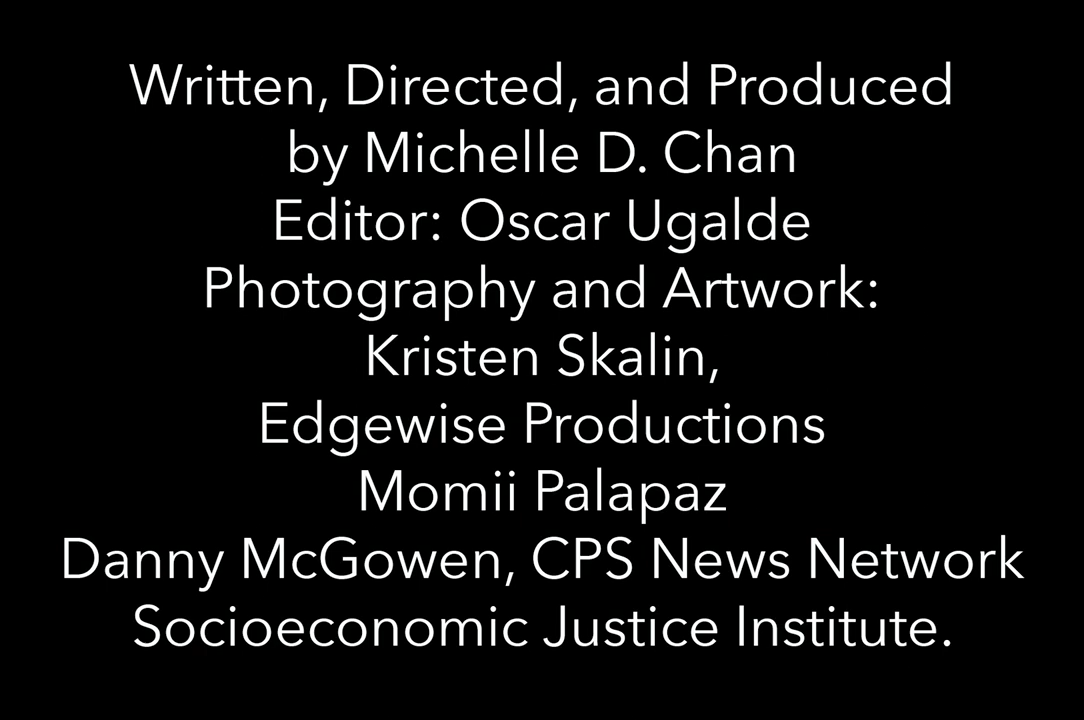 Written, Directed, and Produced
by Michelle D. Chan
Editor: Oscar Ugalde
Photography and Artwork:
Kristen Skalin,
Edgewise Productions
Momii Palapaz
Danny McGowen, CPS News Network
Socioeconomic Justice Institute.